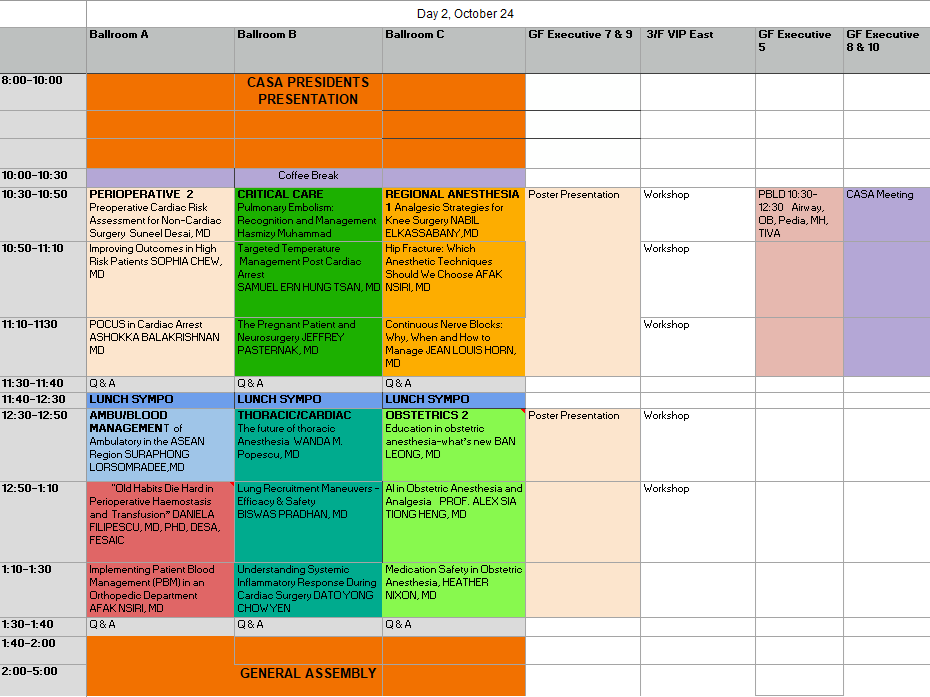 Day 2, October 24
Ballroom A
Ballroom B
Ballroom C
GF Executive 7 & 9
3/F VIP East
GF Executive
5
GF Executive
8 & 10
8:00-10:00
CASA PRESIDENTS
PRESENTATION
10:00-10:30
Coffee Break
10:30-10:50
PERIOPERATIVE 2
Preoperative Cardiac Risk
Assessment for Non-Cardiac
Surgery Suneel Desai, MD
CRITICAL CARE
Pulmonary Embolism:
Recognition and Management
Hasmizy Muhammad
REGIONAL ANESTHESIA
1 Analgesic Strategies for
Knee Surgery NABIL
ELKASSABANY,MD
Poster Presentation
Workshop
PBLD 10:30-
12:30 Airway,
OB, Pedia, MH,
TIVA
CASA Meeting
10:50-11:10
Improving Outcomes in High
Risk Patients SOPHIA CHEW,
MD
Targeted Temperature
Management Post Cardiac
Arrest
SAMUEL ERN HUNG TSAN, MD
Hip Fracture: Which
Anesthetic Techniques
Should We Choose AFAK
NSIRI, MD
Workshop
11:10-1130
POCUS in Cardiac Arrest
ASHOKKA BALAKRISHNAN
MD
The Pregnant Patient and
Neurosurgery JEFFREY
PASTERNAK, MD
Continuous Nerve Blocks:
Why, When and How to
Manage JEAN LOUIS HORN,
MD
Workshop
11:30-11:40
Q & A
Q & A
Q & A
11:40-12:30
LUNCH SYMPO
LUNCH SYMPO
LUNCH SYMPO
12:30-12:50
AMBU/BLOOD
MANAGEMENT of
Ambulatory in the ASEAN
Region SURAPHONG
LORSOMRADEE,MD
THORACIC/CARDIAC
The future of thoracic
Anesthesia WANDA M.
Popescu, MD
OBSTETRICS 2
Education in obstetric
anesthesia-what's new BAN
LEONG, MD
Poster Presentation
Workshop
12:50-1:10
"Old Habits Die Hard in
Perioperative Haemostasis
and Transfusion" DANIELA
FILIPESCU, MD, PHD, DESA,
FESAIC
Lung Recruitment Maneuvers -
Efficacy & Safety
BISWAS PRADHAN, MD
AI in Obstetric Anesthesia and
Analgesia PROF. ALEX SIA
TIONG HENG, MD
Workshop
1:10-1:30
Implementing Patient Blood
Management (PBM) in an
Orthopedic Department
AFAK NSIRI, MD
Understanding Systemic
Inflammatory Response During
Cardiac Surgery DATO YONG
CHOW YEN
Medication Safety in Obstetric
Anesthesia, HEATHER
NIXON, MD
1:30-1:40
Q & A
Q & A
Q & A
1:40-2:00
2:00-5:00
GENERAL ASSEMBLY